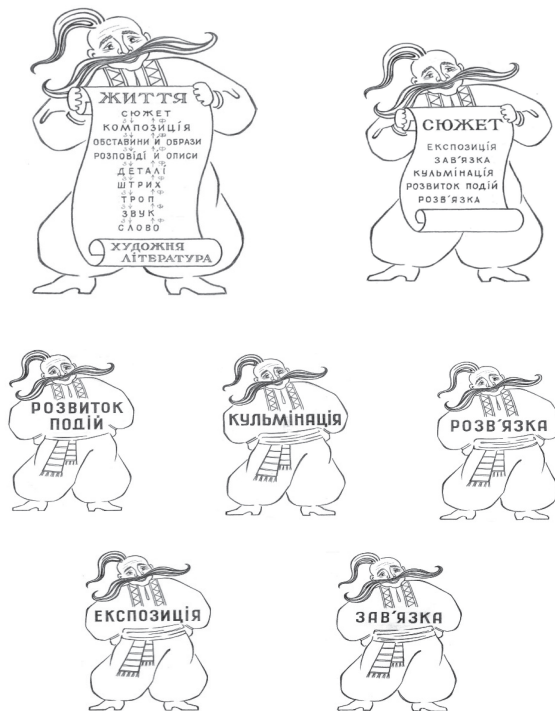 ЖИТТЯ
СЮЖЕТ
КОМПОЗИЦІЯ
ОБСТАВИНИ Й ОБРАЗИ
РОЗПОВІДІ Й ОПИСИ
ДЕТАЛІ
ШТРИХ
ТРОП
ЗВУК
СЛОВО
ХУДОЖНЯ
ЛІТЕРАТУРА
СЮЖЕТ
ЕКСПОЗИЦІЯ
ЗАВ'ЯЗКА
КУЛЬМІНАЦІЯ
РОЗВИТОК ПОДІЙ
РОЗВ'ЯЗКА
РОЗВИТОК
ПОДІЙ
КУЛЬМІНАЦІЯ
РОЗВ'ЯЗКА
ЕКСПОЗИЦІЯ
ЗАВ'ЯЗКА